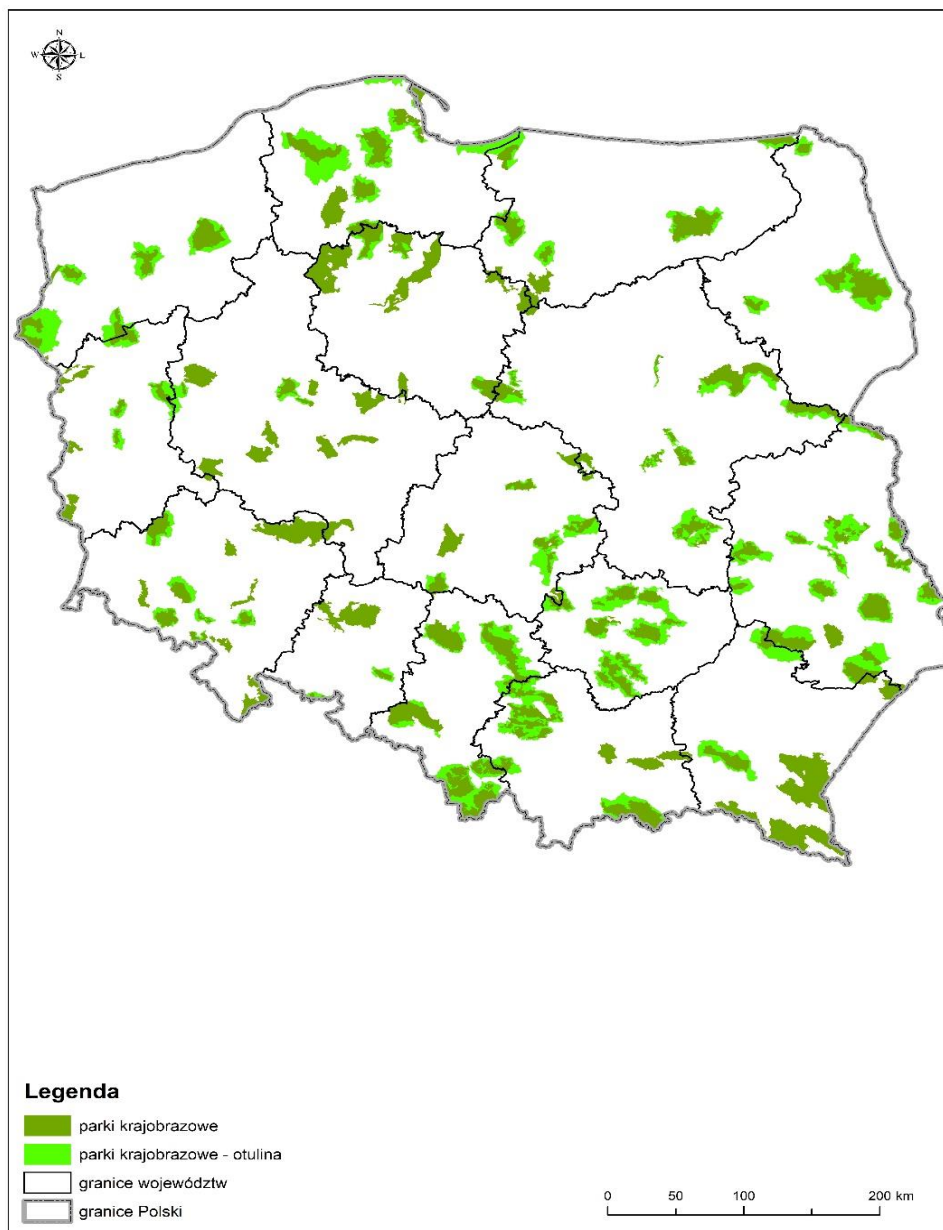 N
W L
S
Legenda
parki krajobrazowe
parki krajobrazowe - otulina
granice województw
granice Polski
0 50 100 200 km